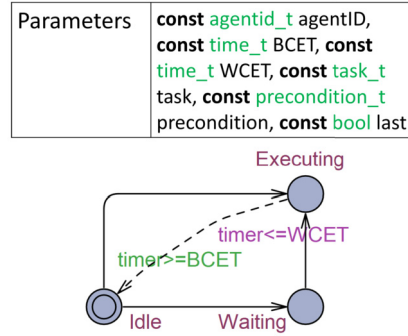 Parameters
const agentid_t agentID,
const time_t BCET, const
time_t WCET, const task_t
task, const precondition_t
precondition, const bool last
Executing
timer<=WCET
timer>=BCET
Idle
Waiting